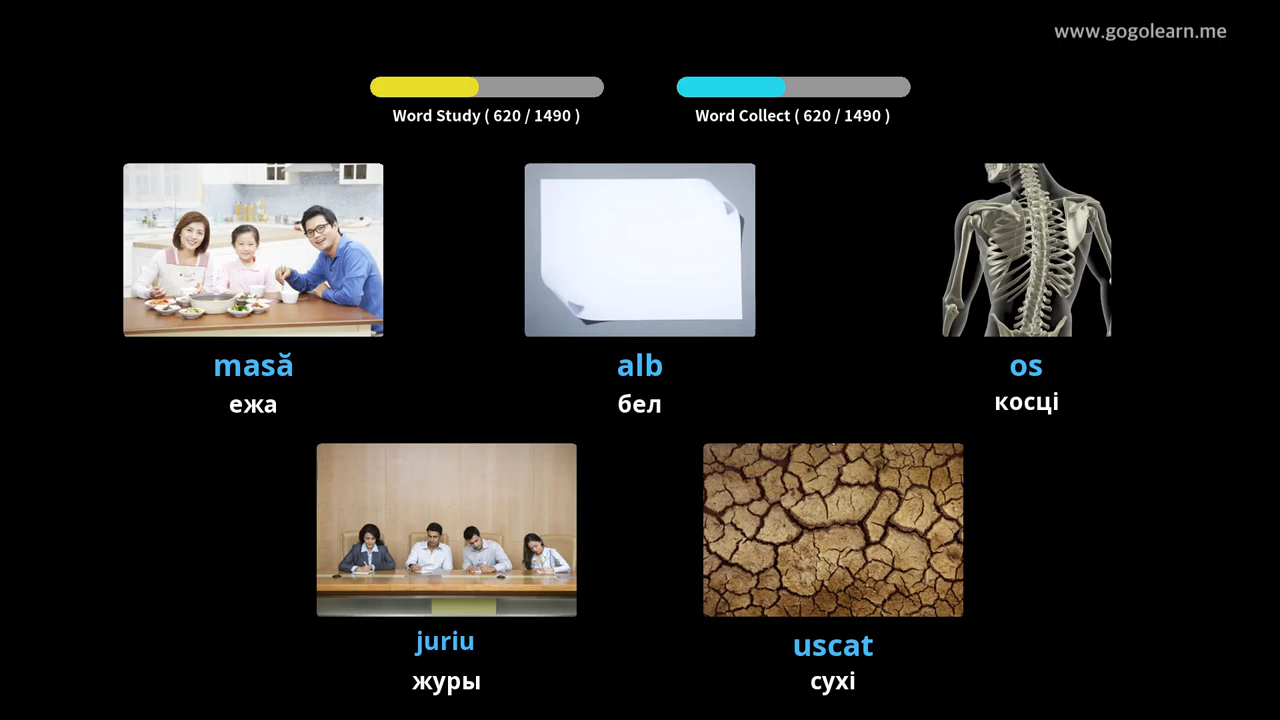 www.gogolearn.me
Word Study ( 620 / 1490 )
Word Collect ( 620 / 1490 )
masă
ежа
alb
бел
os
косці
juriu
журы
uscat
сухі